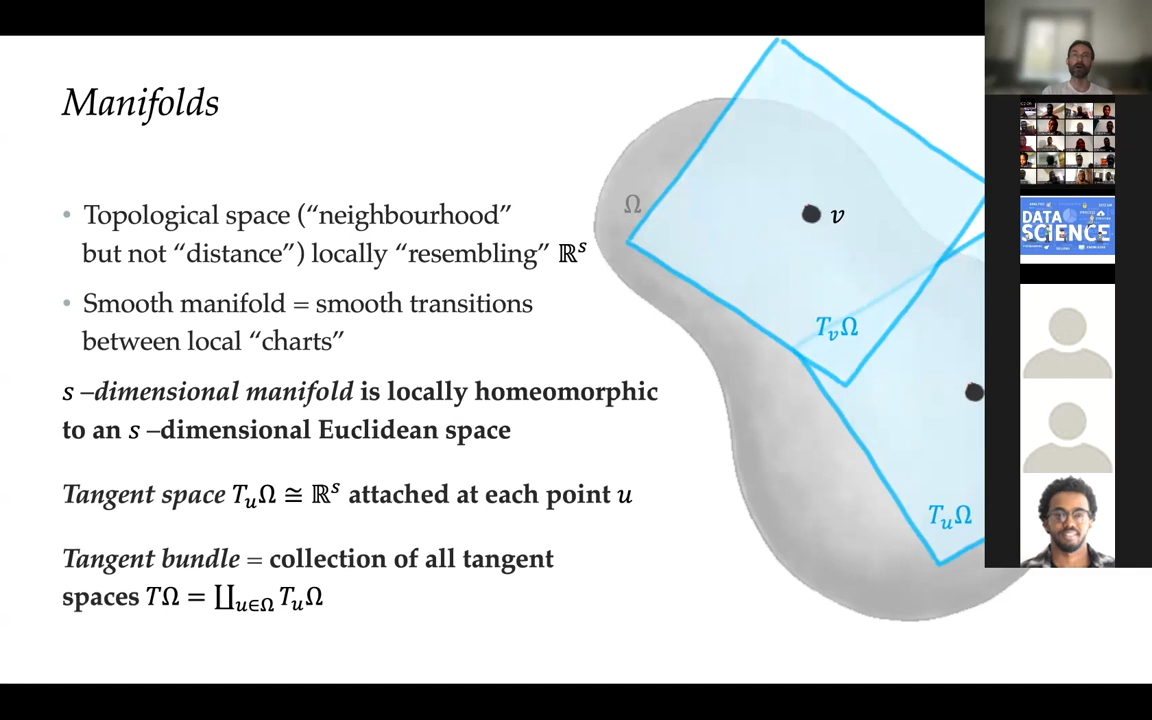 Manifolds
• Topological space (“neighbourhood”
but not “distance”) locally “resembling” ℝˢ
• Smooth manifold = smooth transitions
between local “charts”
s –dimensional manifold is locally homeomorphic
to an s –dimensional Euclidean space
Tangent space TᵤΩ ≅ ℝˢ attached at each point u
Tangent bundle = collection of all tangent
spaces TΩ = ∐ᵤ∈Ω TᵤΩ
Ω
v
TᵥΩ
TᵤΩ
DATA
SCIENCE